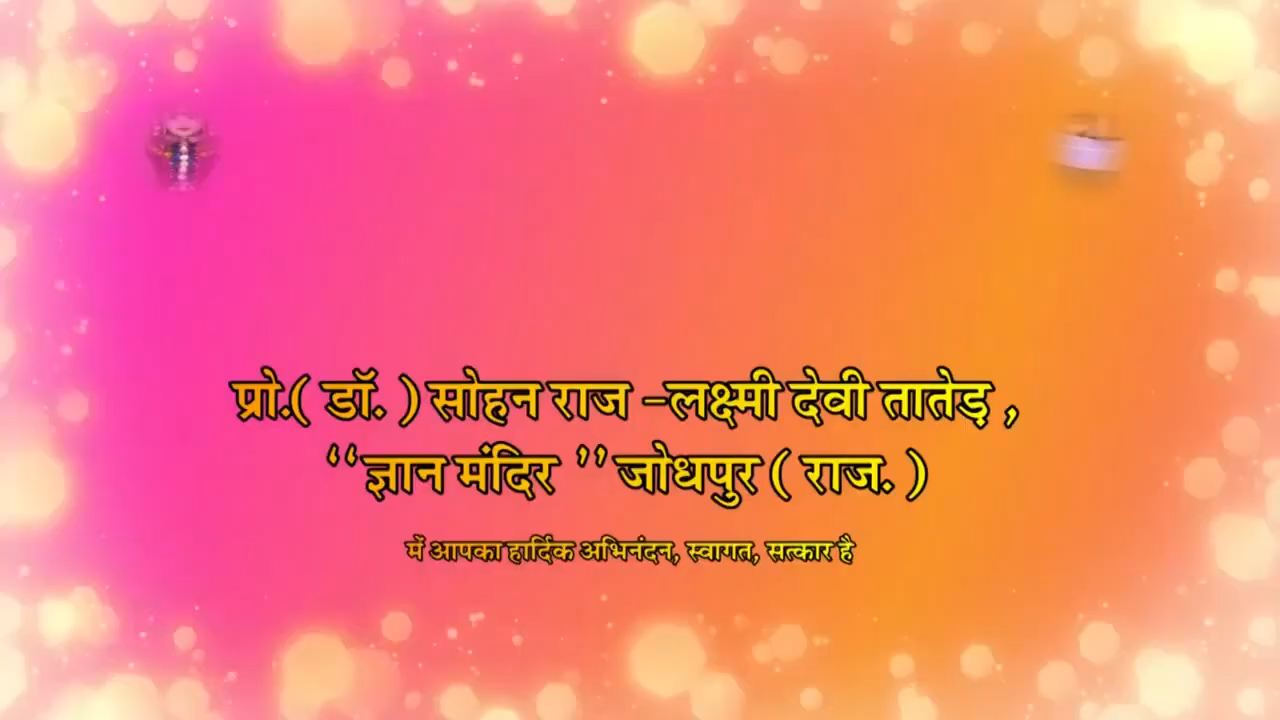 प्रो.( डॉ. ) सोहन राज -लक्ष्मी देवी तातेड़ ,
‘‘ज्ञान मंदिर ’’ जोधपुर ( राज. )
में आपका हार्दिक अभिनंदन, स्वागत, सत्कार है